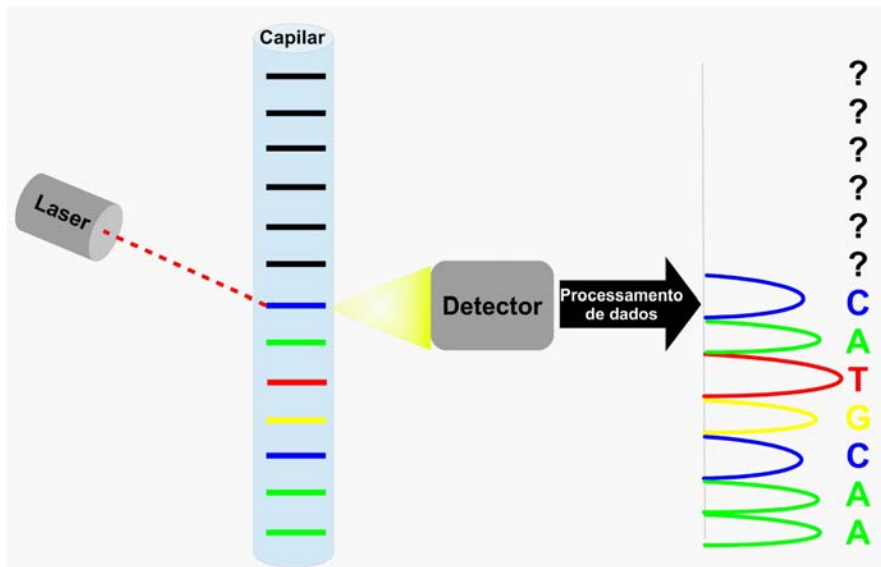 Capilar
Laser
Detector
Processamento
de dados
?
?
?
?
?
?
C
A
T
G
C
A
A